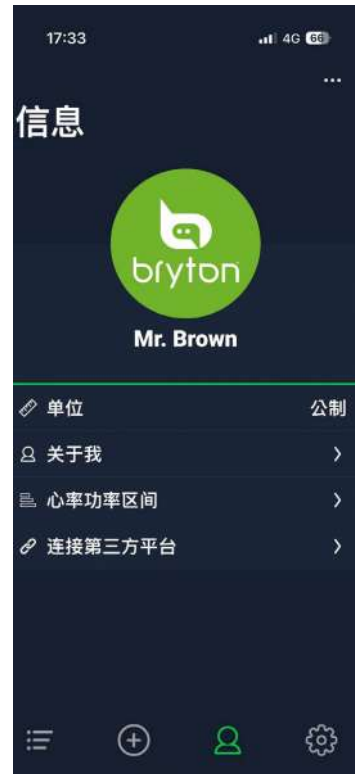 17:33 4G 66
...
信息
bryton
Mr. Brown
单位 公制
关于我
心率功率区间
连接第三方平台